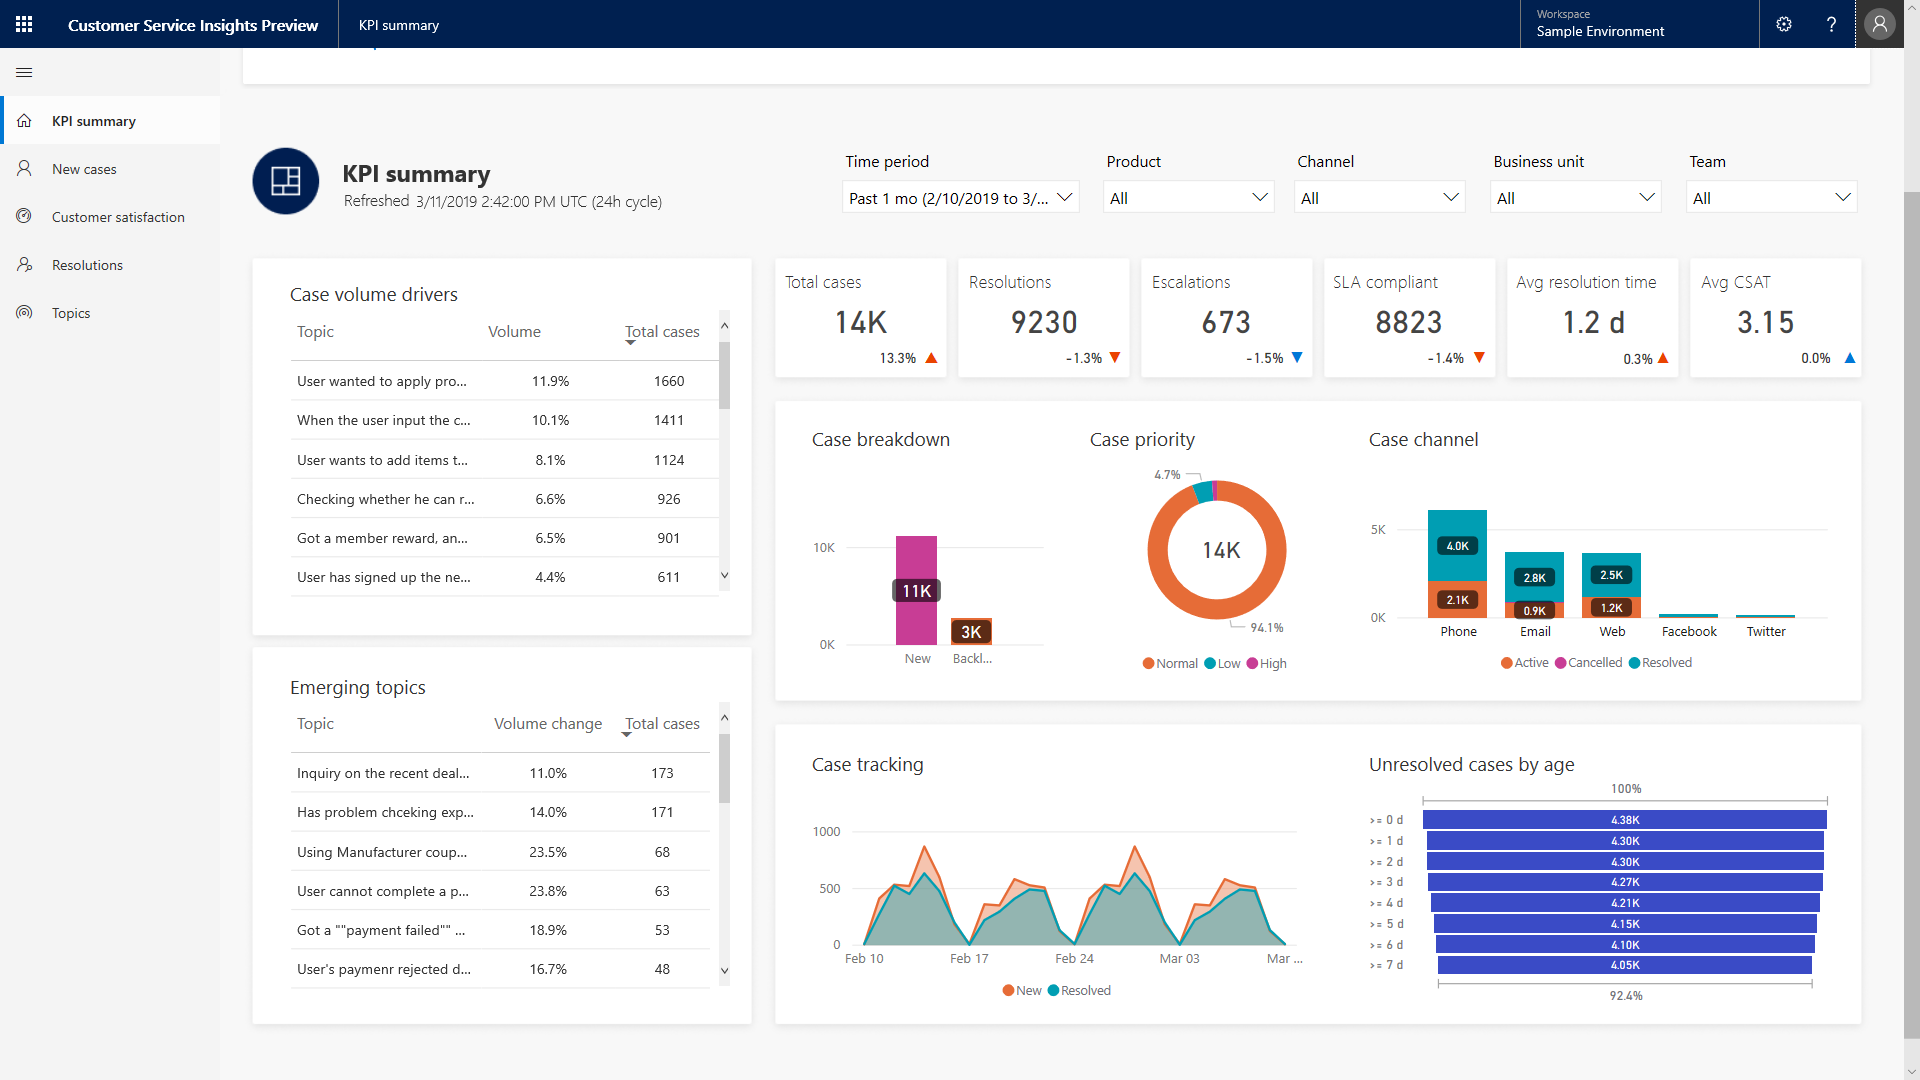 Customer Service Insights Preview
KPI summary
Workspace
Sample Environment
?
KPI summary
New cases
Customer satisfaction
Resolutions
Topics
KPI summary
Refreshed 3/11/2019 2:42:00 PM UTC (24h cycle)
Time period
Past 1 mo (2/10/2019 to 3/...
Product
All
Channel
All
Business unit
All
Team
All
Case volume drivers
Topic Volume Total cases
User wanted to apply pro... 11.9% 1660
When the user input the c... 10.1% 1411
User wants to add items t... 8.1% 1124
Checking whether he can r... 6.6% 926
Got a member reward, an... 6.5% 901
User has signed up the ne... 4.4% 611
Emerging topics
Topic Volume change Total cases
Inquiry on the recent deal... 11.0% 173
Has problem chceking exp... 14.0% 171
Using Manufacturer coup... 23.5% 68
User cannot complete a p... 23.8% 63
Got a ""payment failed"" ... 18.9% 53
User's paymenr rejected d... 16.7% 48
Total cases
14K
13.3%
Resolutions
9230
-1.3%
Escalations
673
-1.5%
SLA compliant
8823
-1.4%
Avg resolution time
1.2 d
0.3%
Avg CSAT
3.15
0.0%
Case breakdown
10K
0K
11K
3K
New Backl...
Case priority
4.7%
14K
94.1%
Normal Low High
Case channel
5K
0K
4.0K
2.1K
2.8K
0.9K
2.5K
1.2K
Phone Email Web Facebook Twitter
Active Cancelled Resolved
Case tracking
1000
500
0
Feb 10 Feb 17 Feb 24 Mar 03 Mar ...
New Resolved
Unresolved cases by age
100%
>= 0 d 4.38K
>= 1 d 4.30K
>= 2 d 4.30K
>= 3 d 4.27K
>= 4 d 4.21K
>= 5 d 4.15K
>= 6 d 4.10K
>= 7 d 4.05K
92.4%